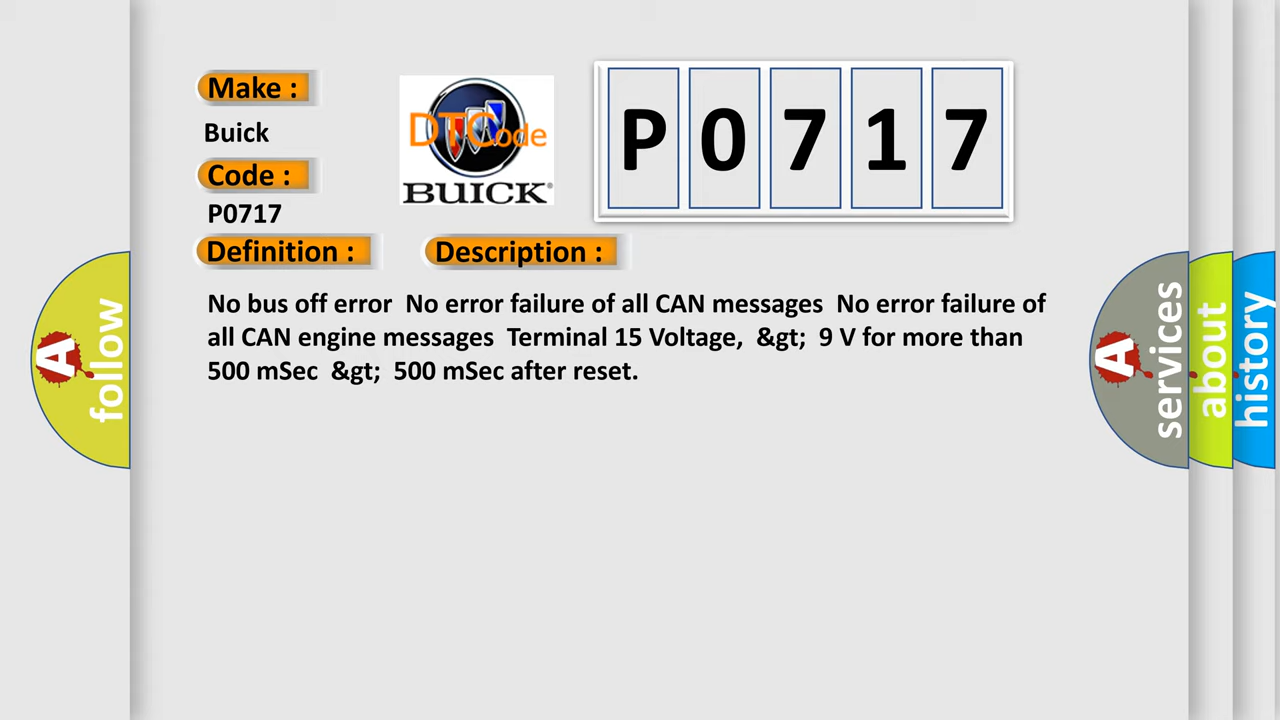 Make :
Buick
Code :
P0717
DTCode
BUICK
P 0 7 1 7
Definition :
Description :
No bus off error  No error failure of all CAN messages  No error failure of
all CAN engine messages  Terminal 15 Voltage,  &gt;  9 V for more than
500 mSec  &gt;  500 mSec after reset.
A
follow
A
services
about
history